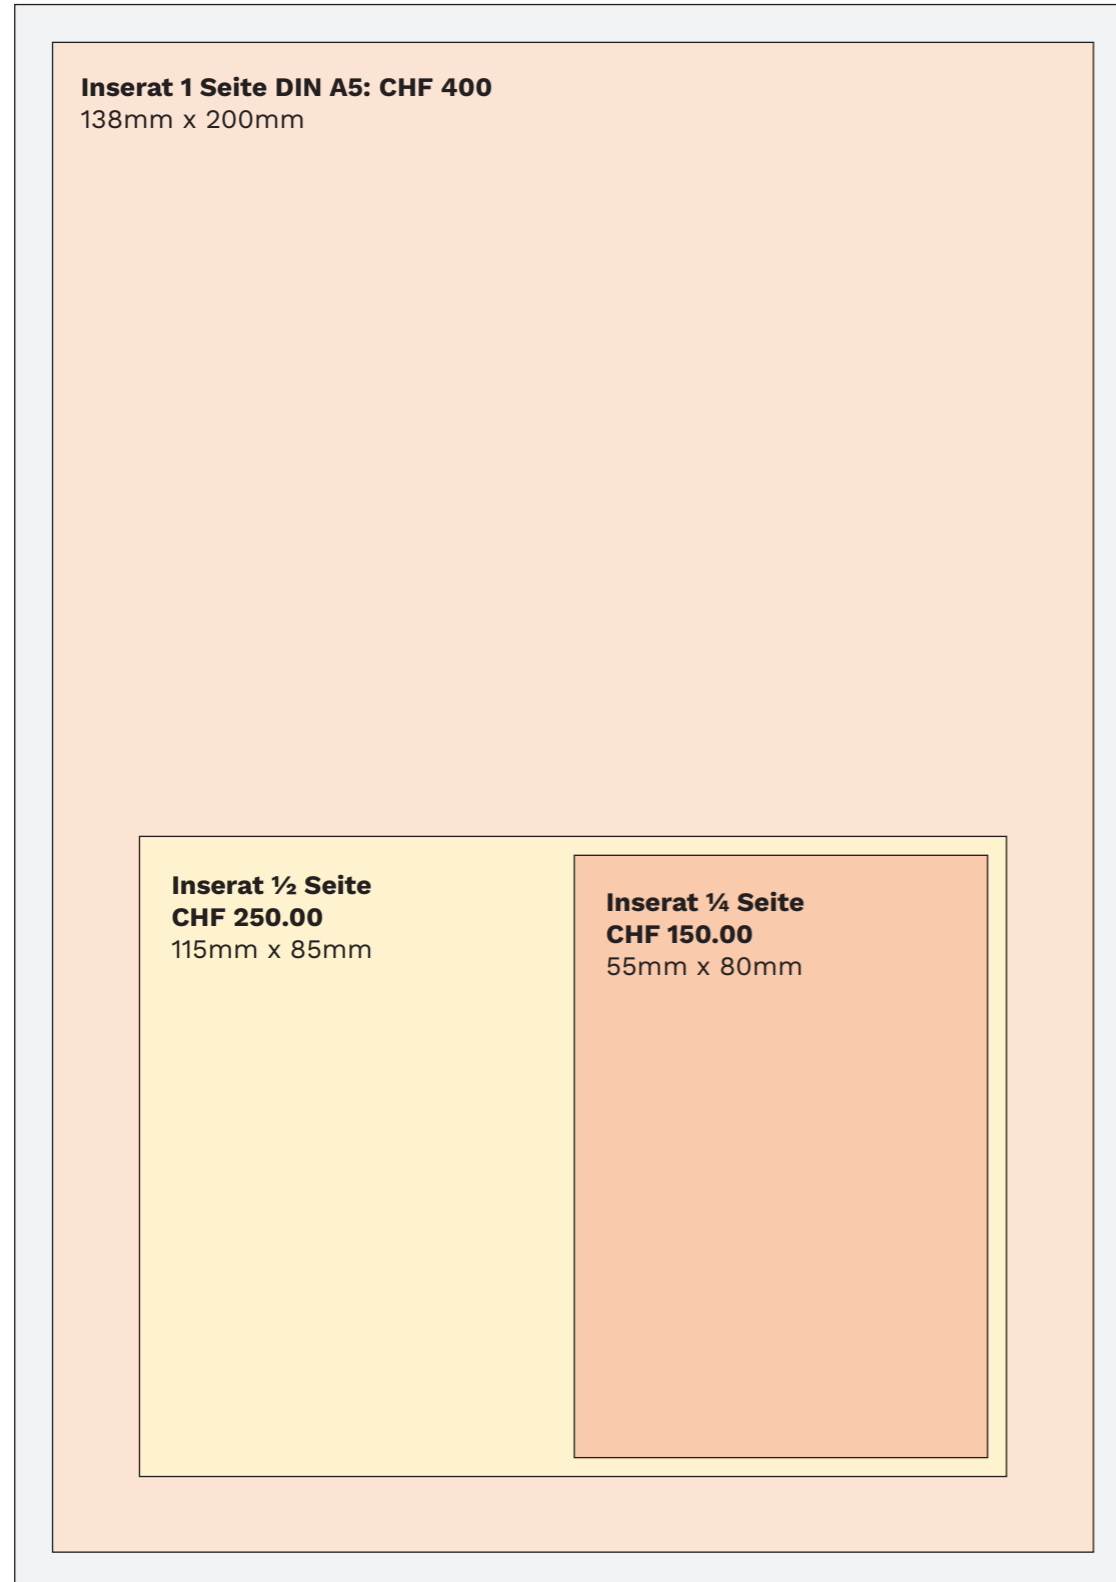 Inserat 1 Seite DIN A5: CHF 400
138mm x 200mm
Inserat ½ Seite
CHF 250.00
115mm x 85mm
Inserat ¼ Seite
CHF 150.00
55mm x 80mm